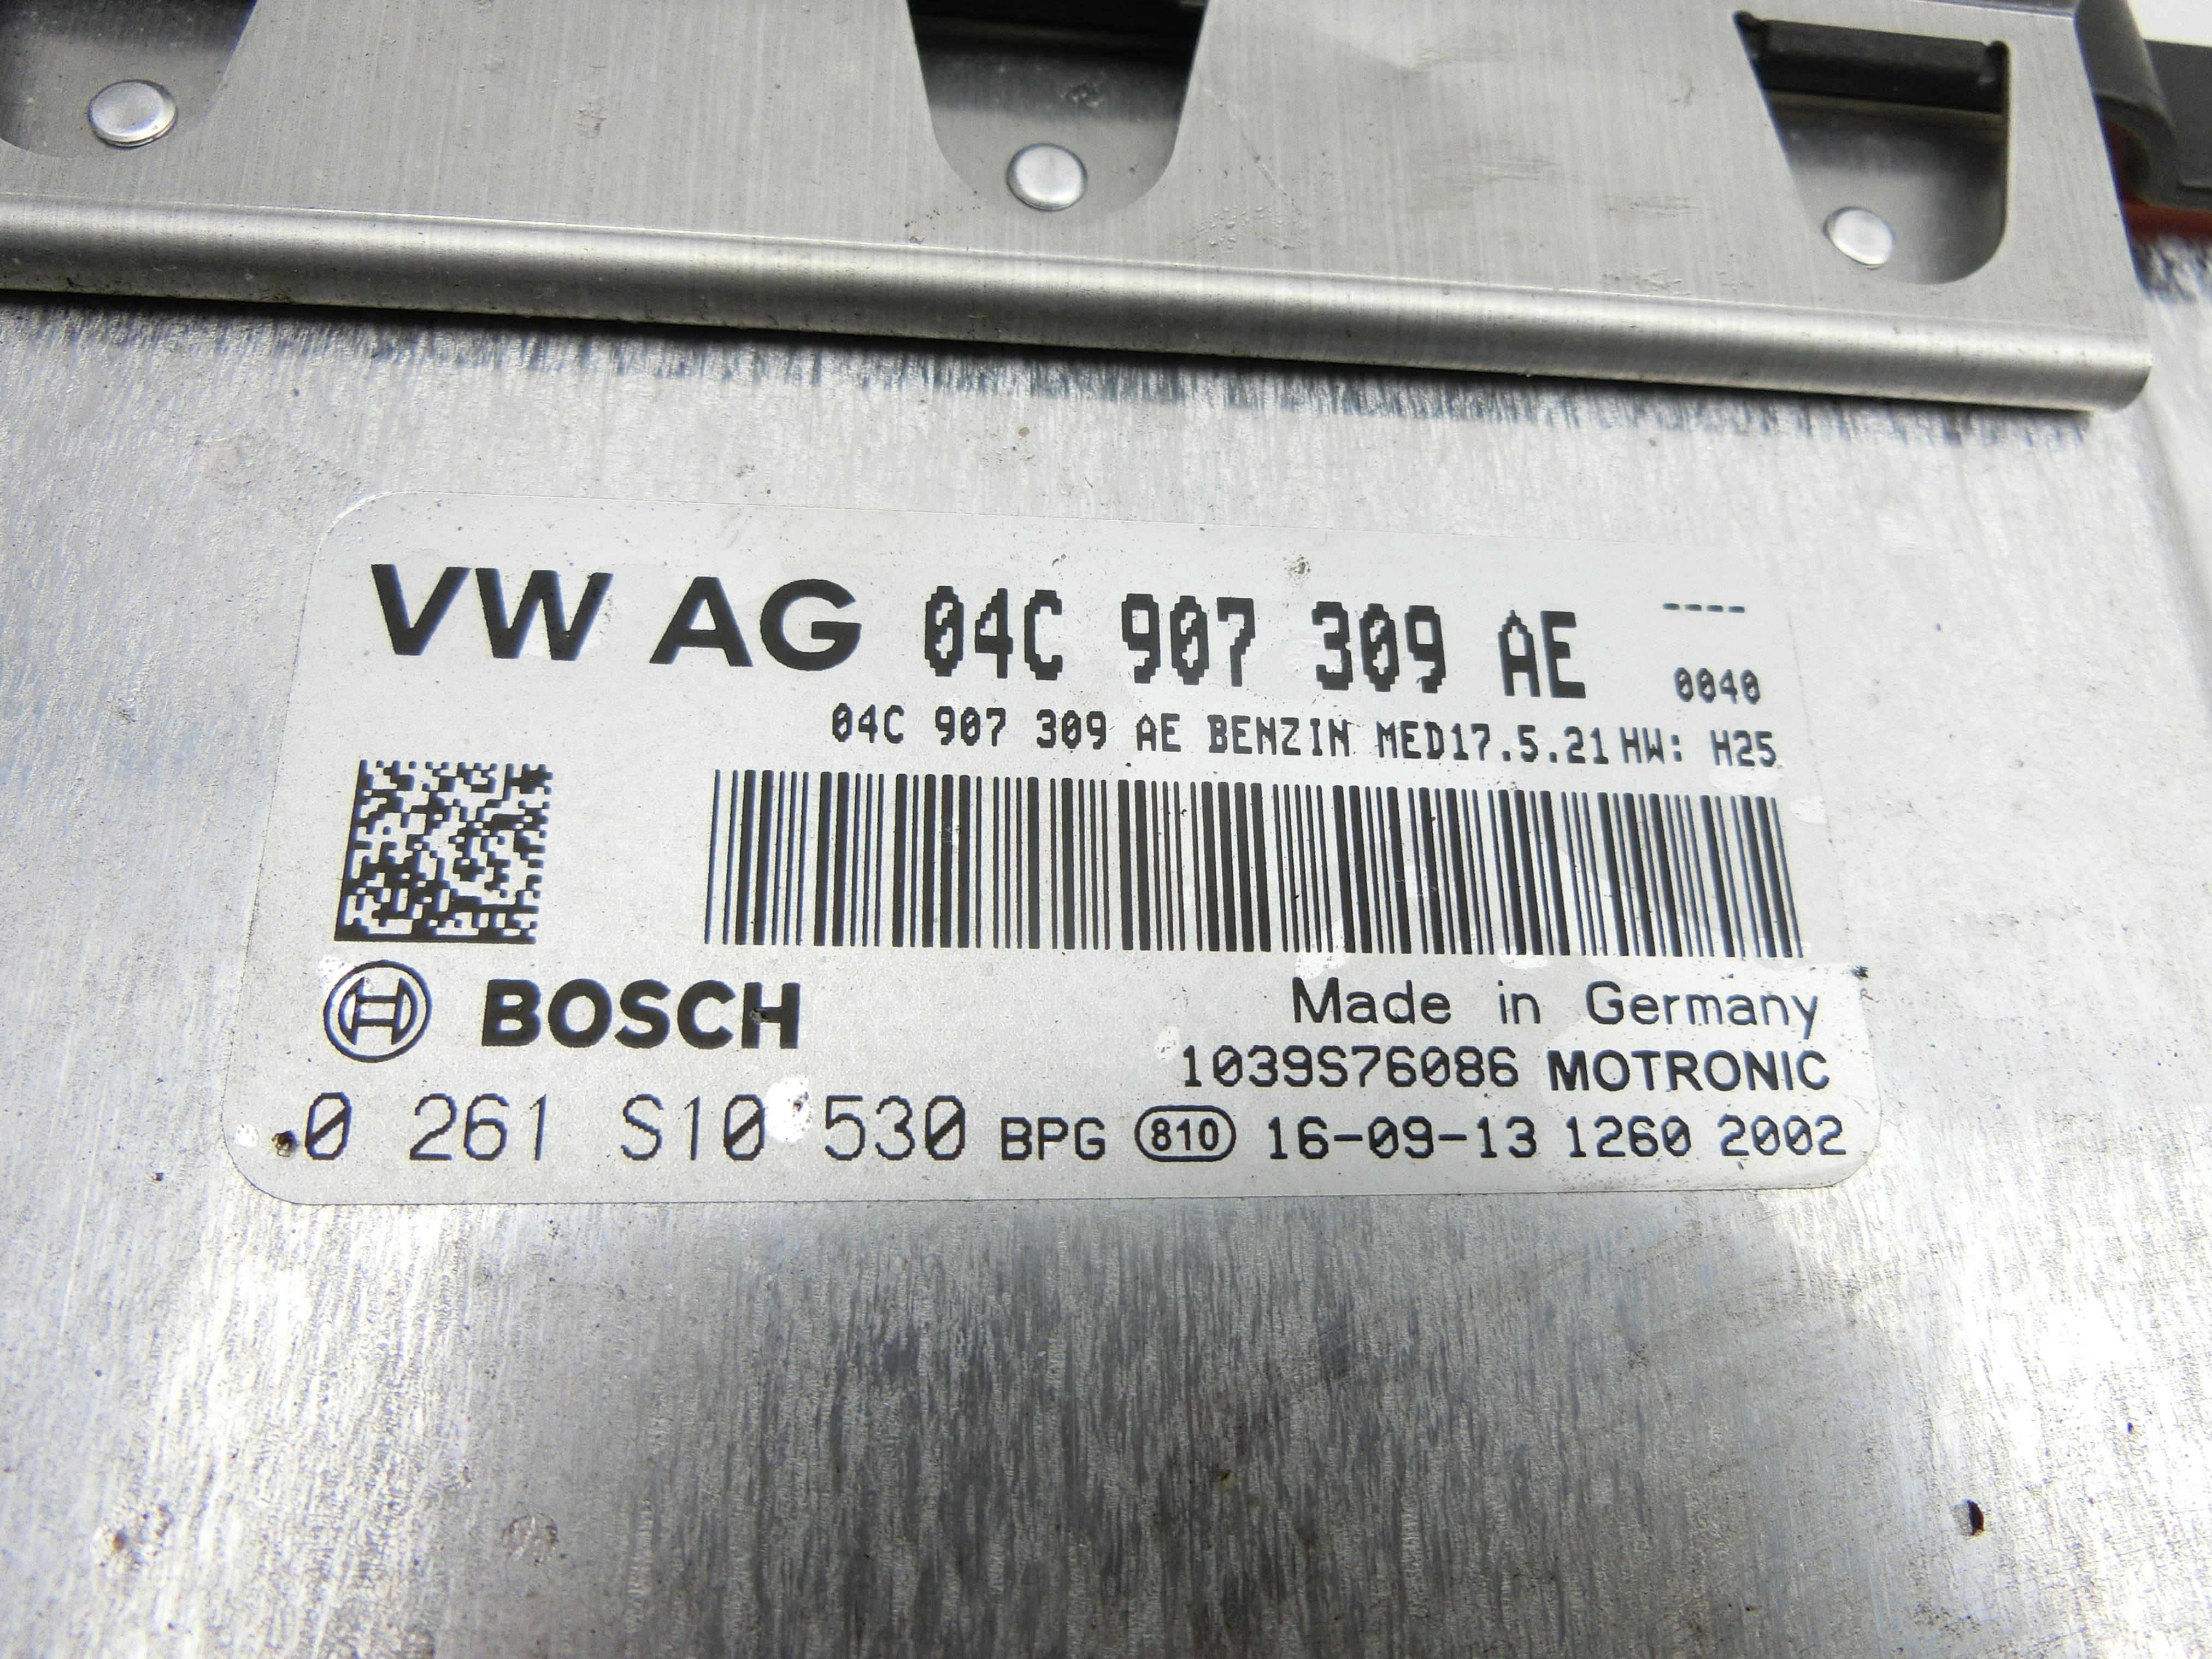 VW AG 04C 907 309 AE ----
0040
04C 907 309 AE BENZIN MED17.5.21 HW: H25
BOSCH
Made in Germany
1039S76086 MOTRONIC
0 261 S10 530 BPG 810 16-09-13 1260 2002